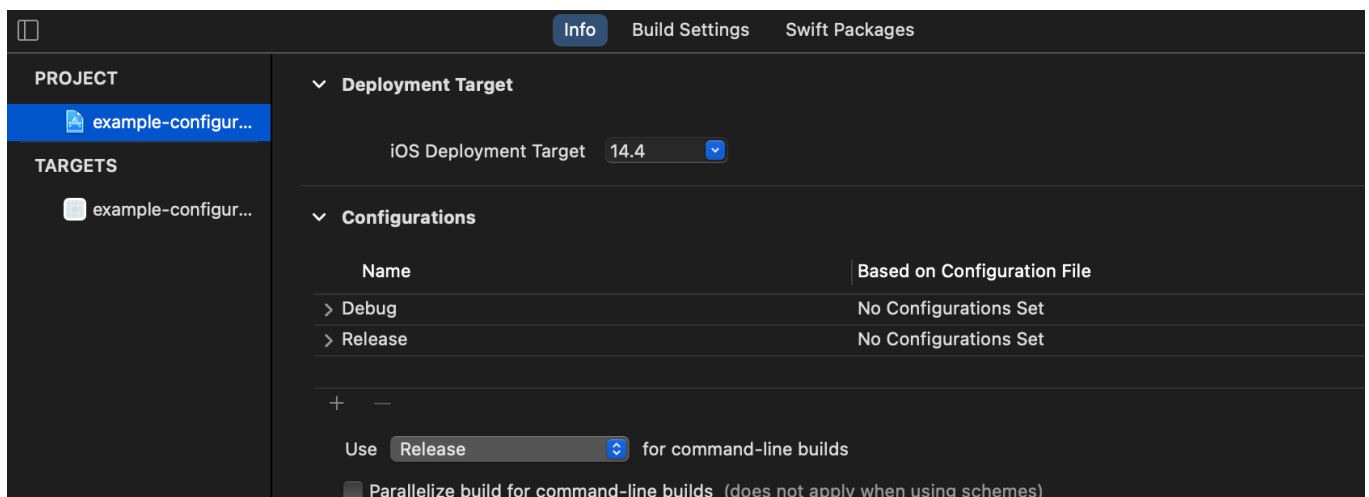 Info Build Settings Swift Packages
PROJECT
example-configur...
TARGETS
example-configur...
Deployment Target
iOS Deployment Target 14.4
Configurations
Name Based on Configuration File
Debug No Configurations Set
Release No Configurations Set
+ —
Use Release for command-line builds
Parallelize build for command-line builds (does not apply when using schemes)